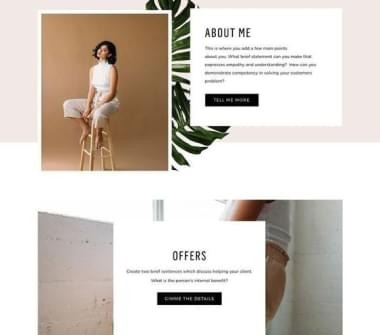 ABOUT ME
This is where you add a few main points
about you. What brief statement can you make that
expresses empathy and understanding? How can you
demonstrate competency in solving your customers
problem?
TELL ME MORE
OFFERS
Create two brief sentences which discuss helping your client.
What is the person's internal benefit?
GIMME THE DETAILS